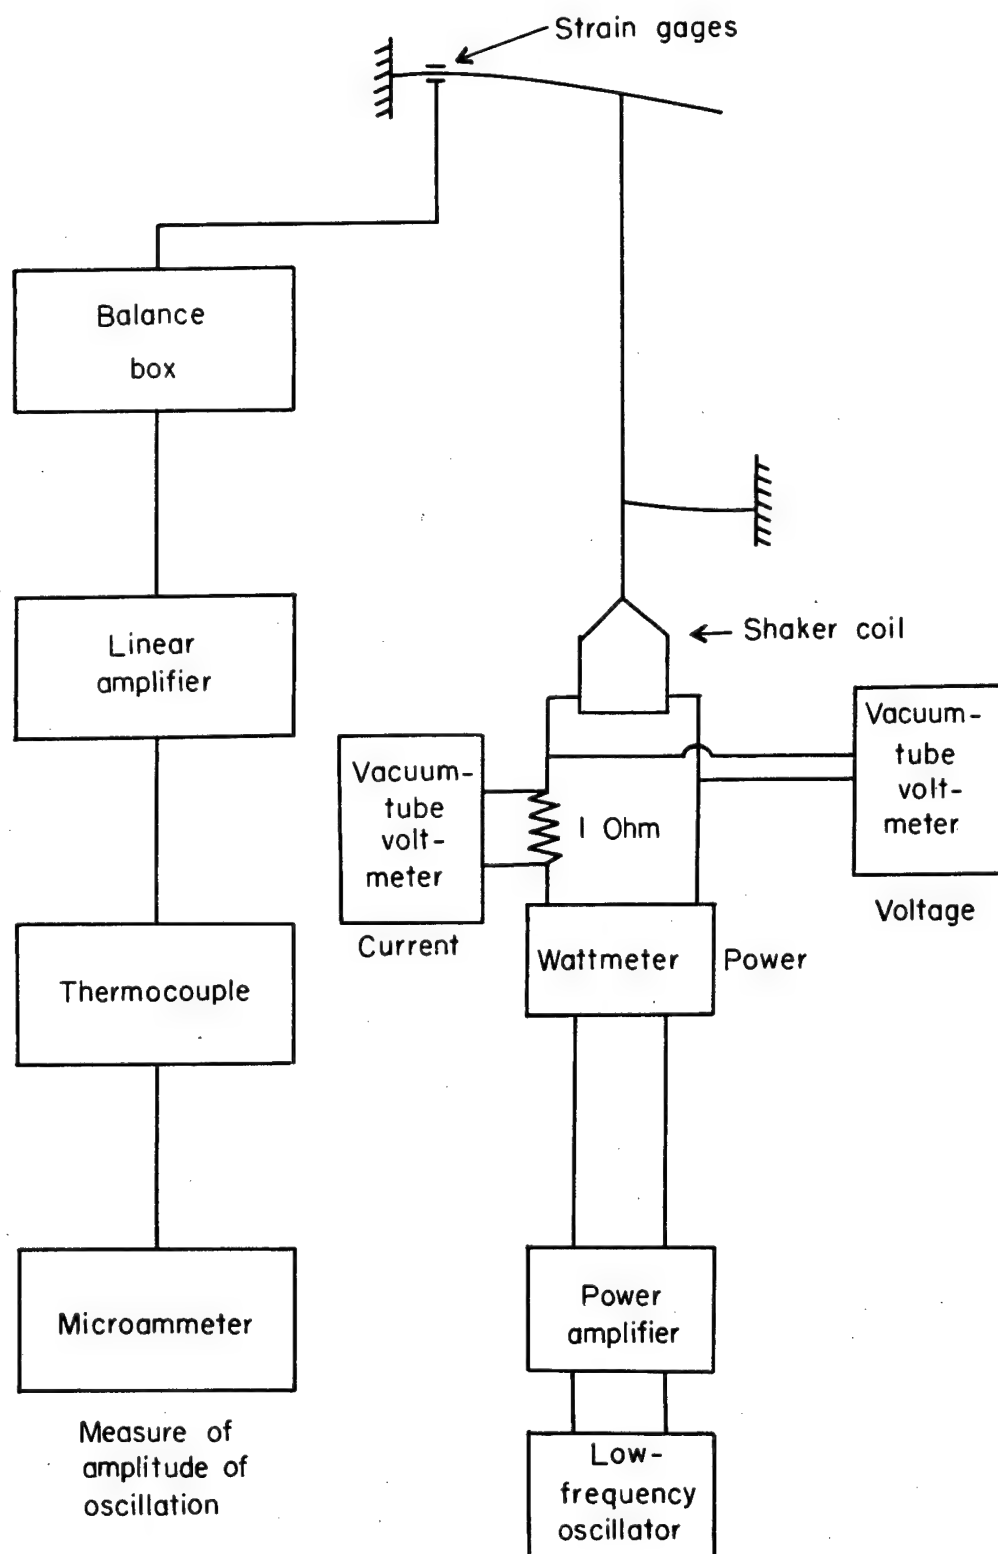 Strain gages
Balance
box
Linear
amplifier
Thermocouple
Microammeter
Measure of
amplitude of
oscillation
Shaker coil
Vacuum-
tube
volt-
meter
Current
1 Ohm
Vacuum-
tube
volt-
meter
Voltage
Wattmeter
Power
Power
amplifier
Low-
frequency
oscillator